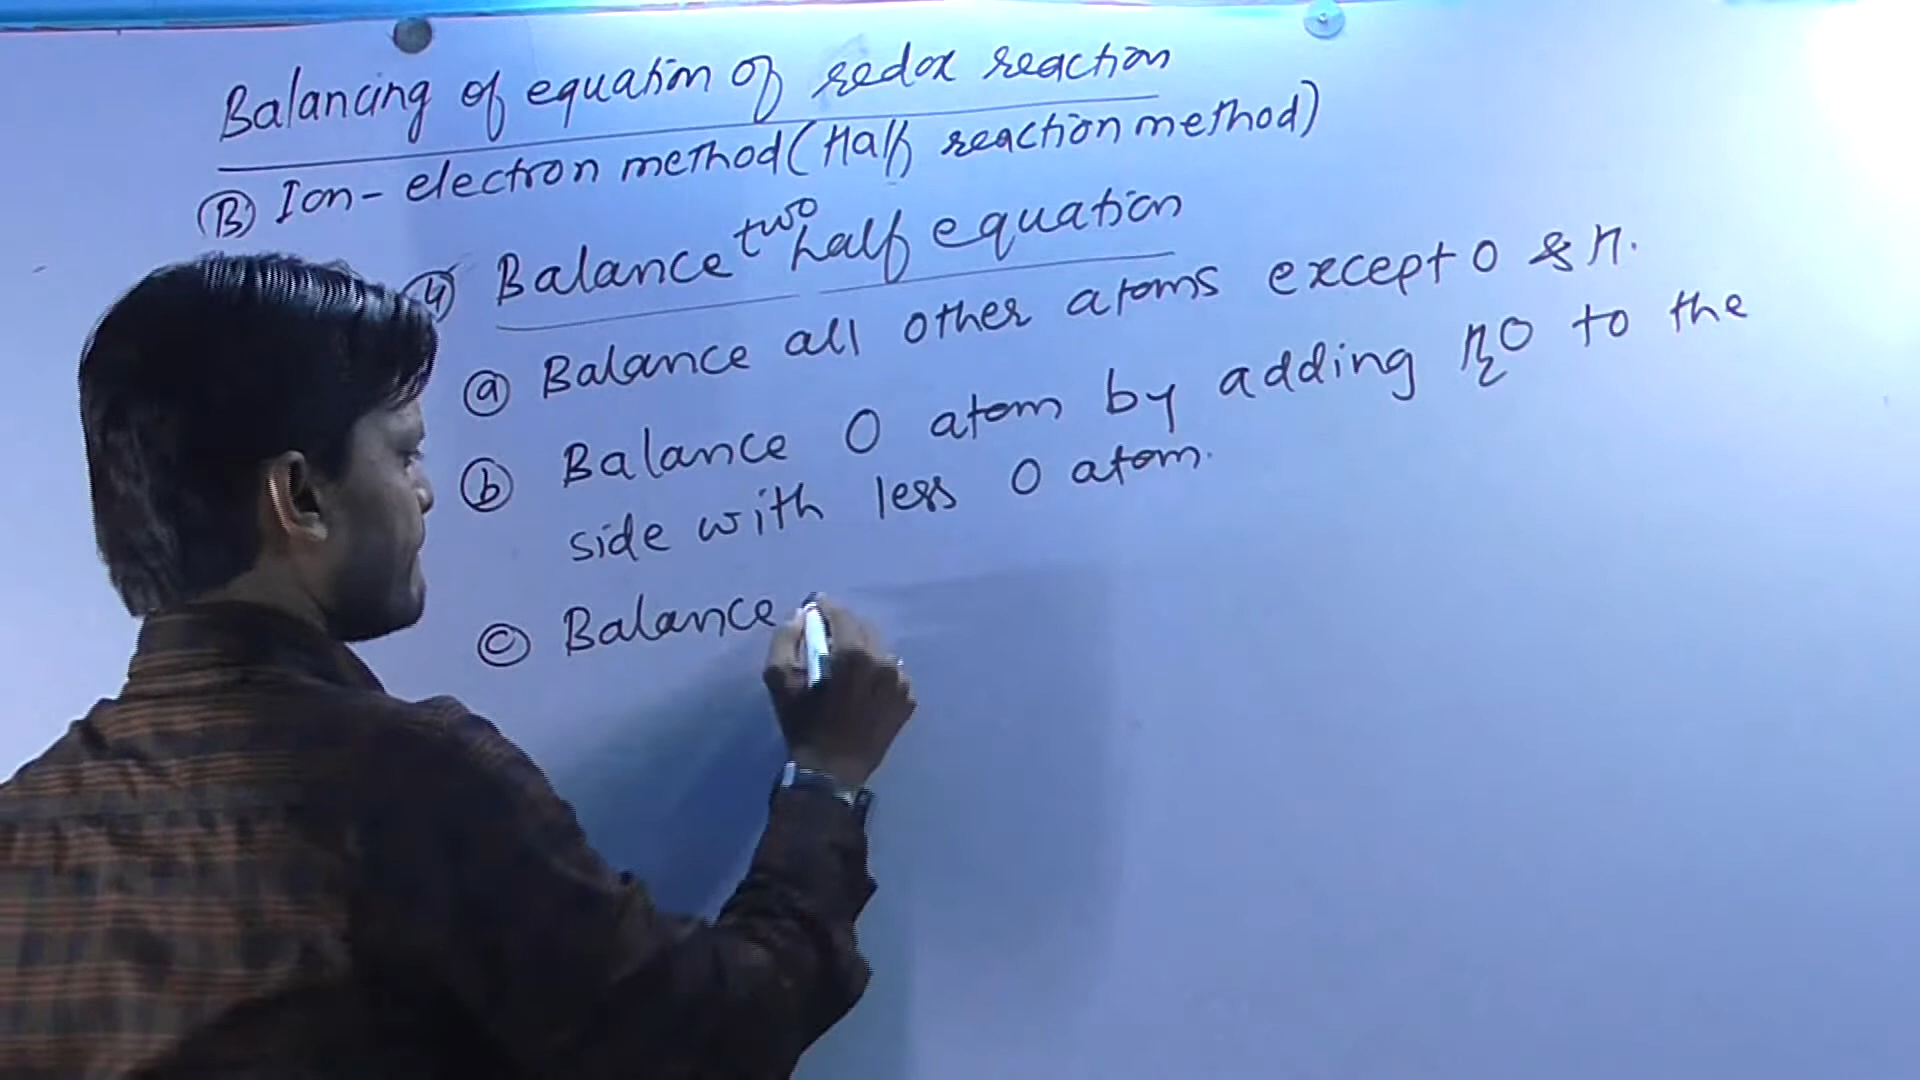 Balancing of equation of redox reaction
(B) Ion-electron method (Half reaction method)
(4) Balance two half equation
(a) Balance all other atoms except O & H.
(b) Balance O atom by adding H₂O to the
side with less O atom.
(c) Balance